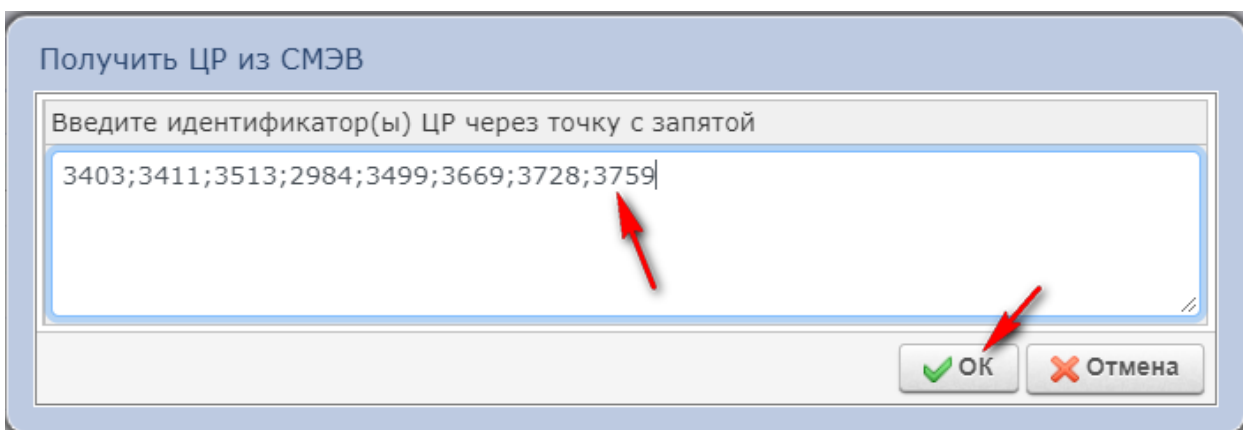 Получить ЦР из СМЭВ
Введите идентификатор(ы) ЦР через точку с запятой
3403;3411;3513;2984;3499;3669;3728;3759
ОК Отмена